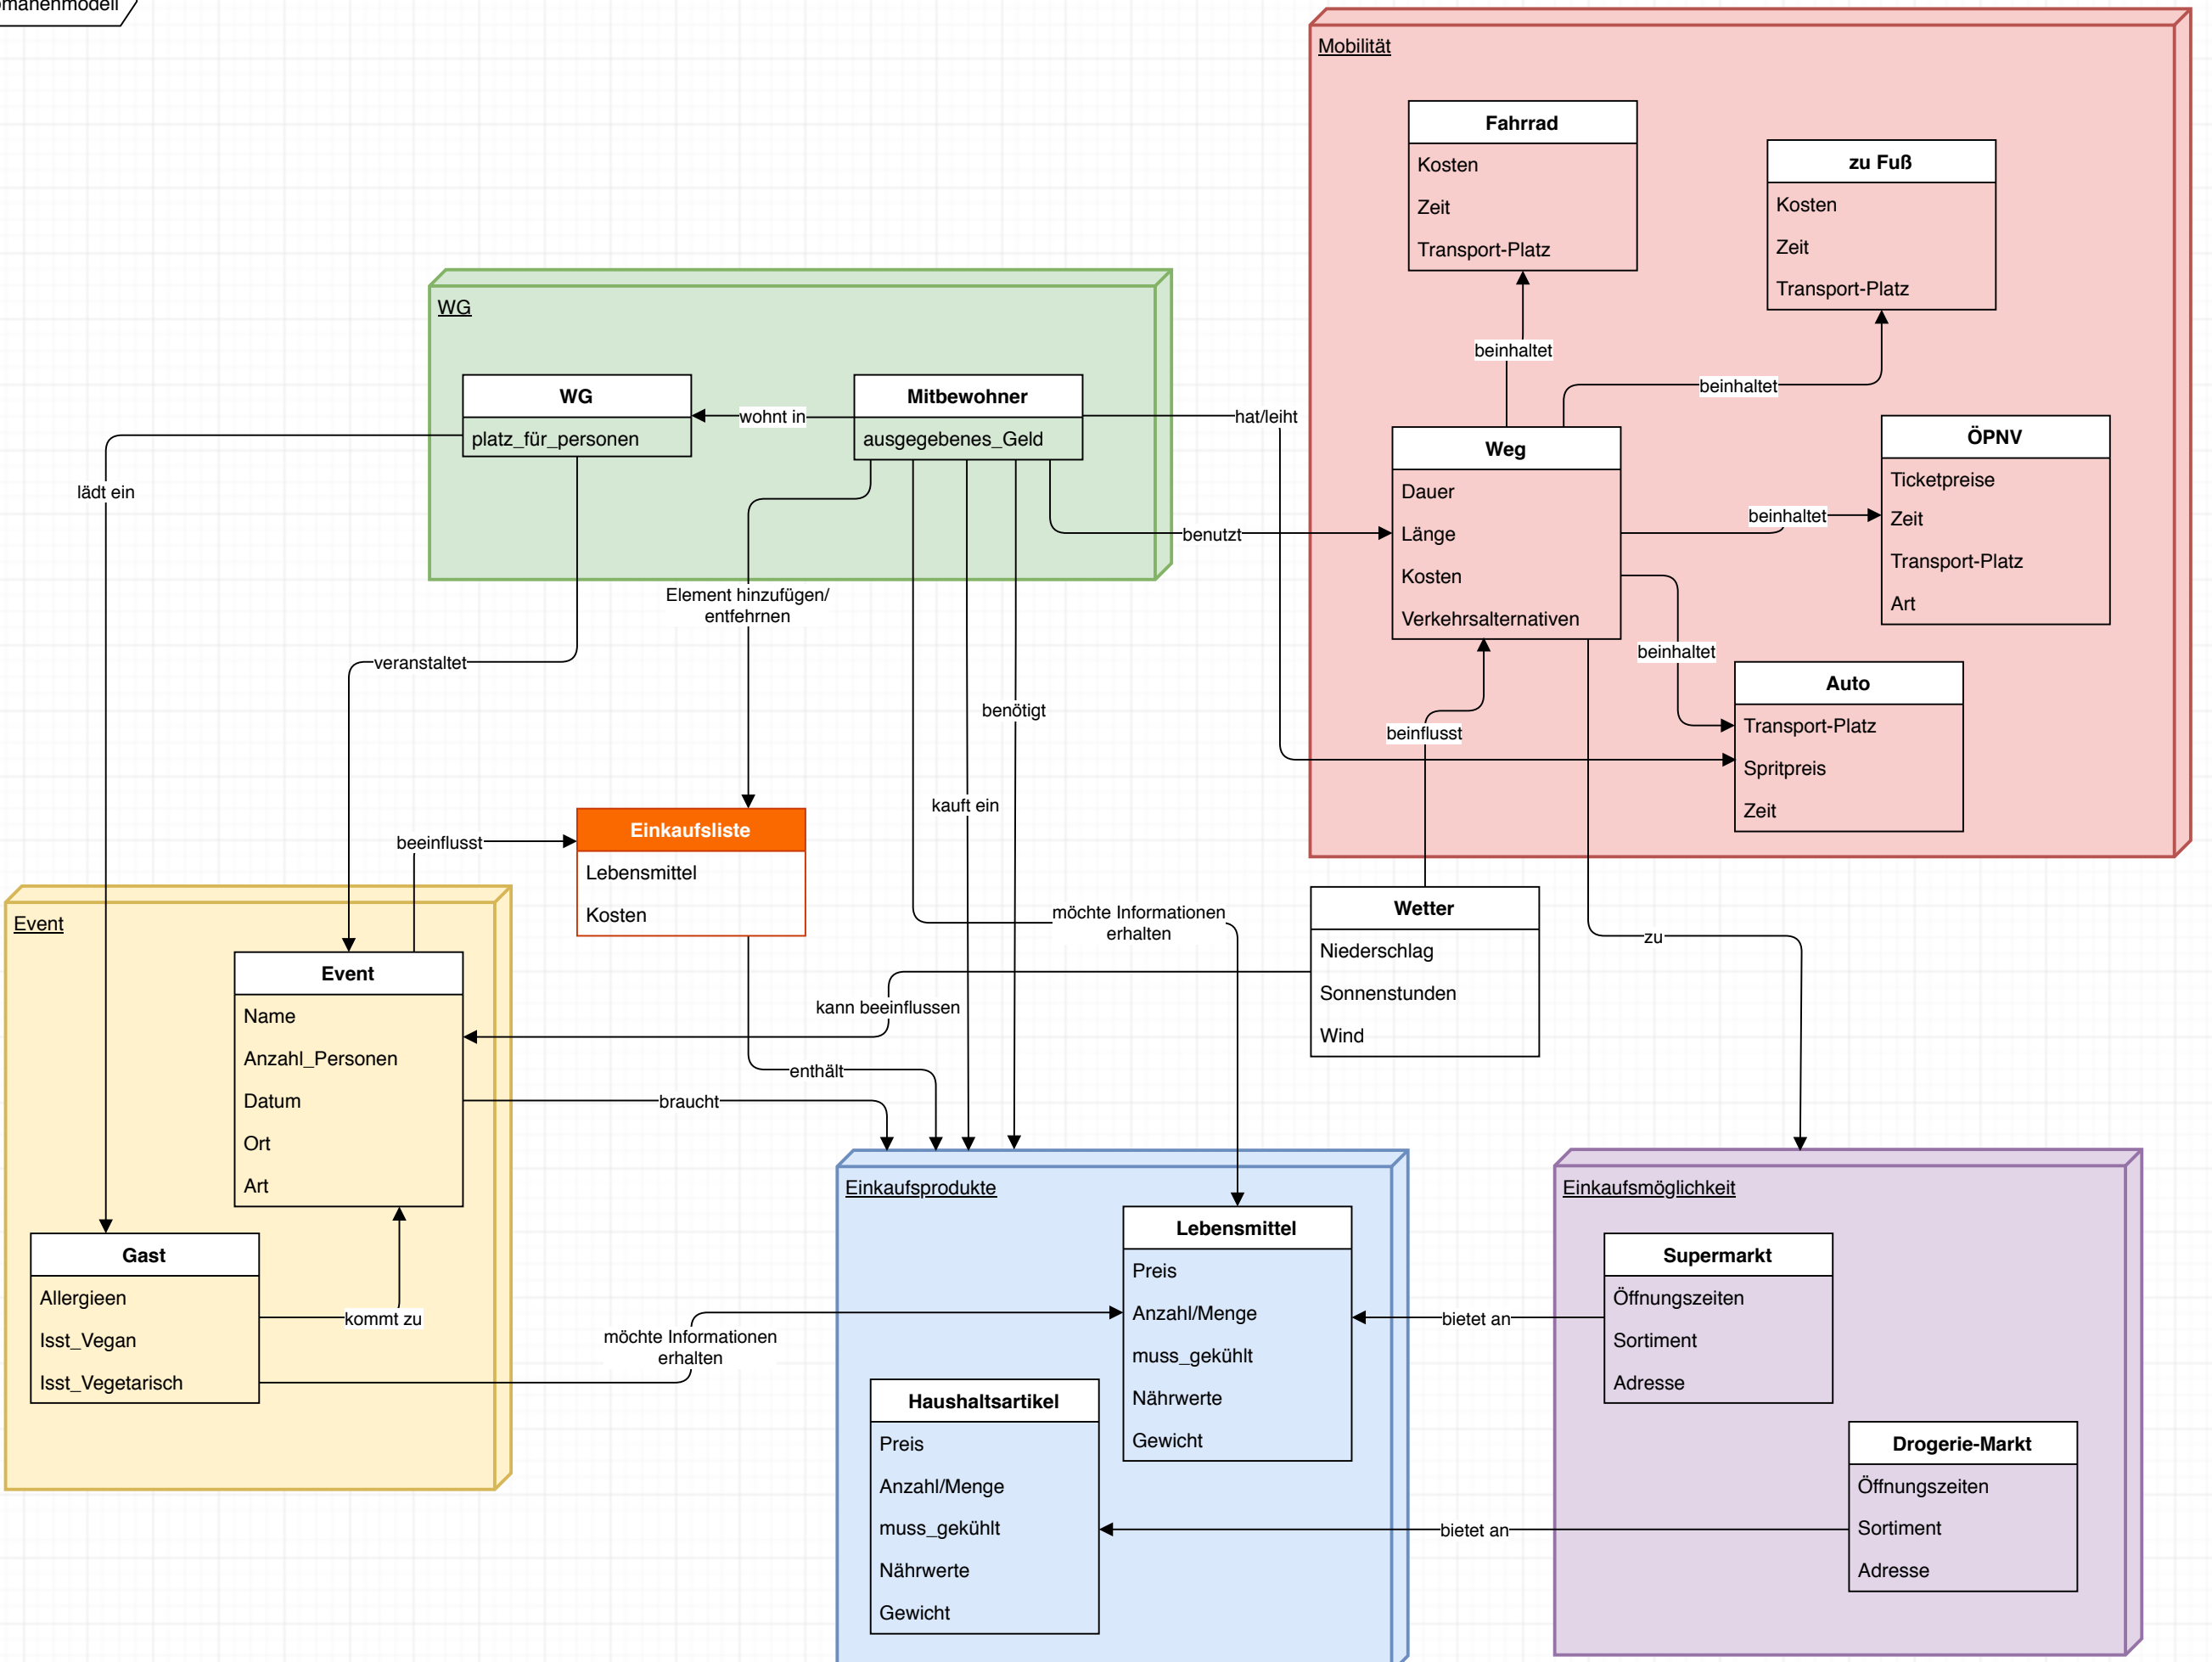 Mobilität
Fahrrad
Kosten
Zeit
Transport-Platz
zu Fuß
Kosten
Zeit
Transport-Platz
beinhaltet
beinhaltet
WG
WG
platz_für_personen
wohnt in
Mitbewohner
ausgegebenes_Geld
hat/leiht
benutzt
Weg
Dauer
Länge
Kosten
Verkehrsalternativen
beinhaltet
ÖPNV
Ticketpreise
Zeit
Transport-Platz
Art
beinhaltet
Auto
Transport-Platz
Spritpreis
Zeit
lädt ein
Element hinzufügen/
entfehrnen
veranstaltet
benötigt
beinflusst
kauft ein
beeinflusst
Einkaufsliste
Lebensmittel
Kosten
möchte Informationen
erhalten
Wetter
Niederschlag
Sonnenstunden
Wind
zu
Event
Event
Name
Anzahl_Personen
Datum
Ort
Art
kann beeinflussen
enthält
braucht
Gast
Allergieen
Isst_Vegan
Isst_Vegetarisch
kommt zu
möchte Informationen
erhalten
Einkaufsprodukte
Lebensmittel
Preis
Anzahl/Menge
muss_gekühlt
Nährwerte
Gewicht
Haushaltsartikel
Preis
Anzahl/Menge
muss_gekühlt
Nährwerte
Gewicht
bietet an
bietet an
Einkaufsmöglichkeit
Supermarkt
Öffnungszeiten
Sortiment
Adresse
Drogerie-Markt
Öffnungszeiten
Sortiment
Adresse